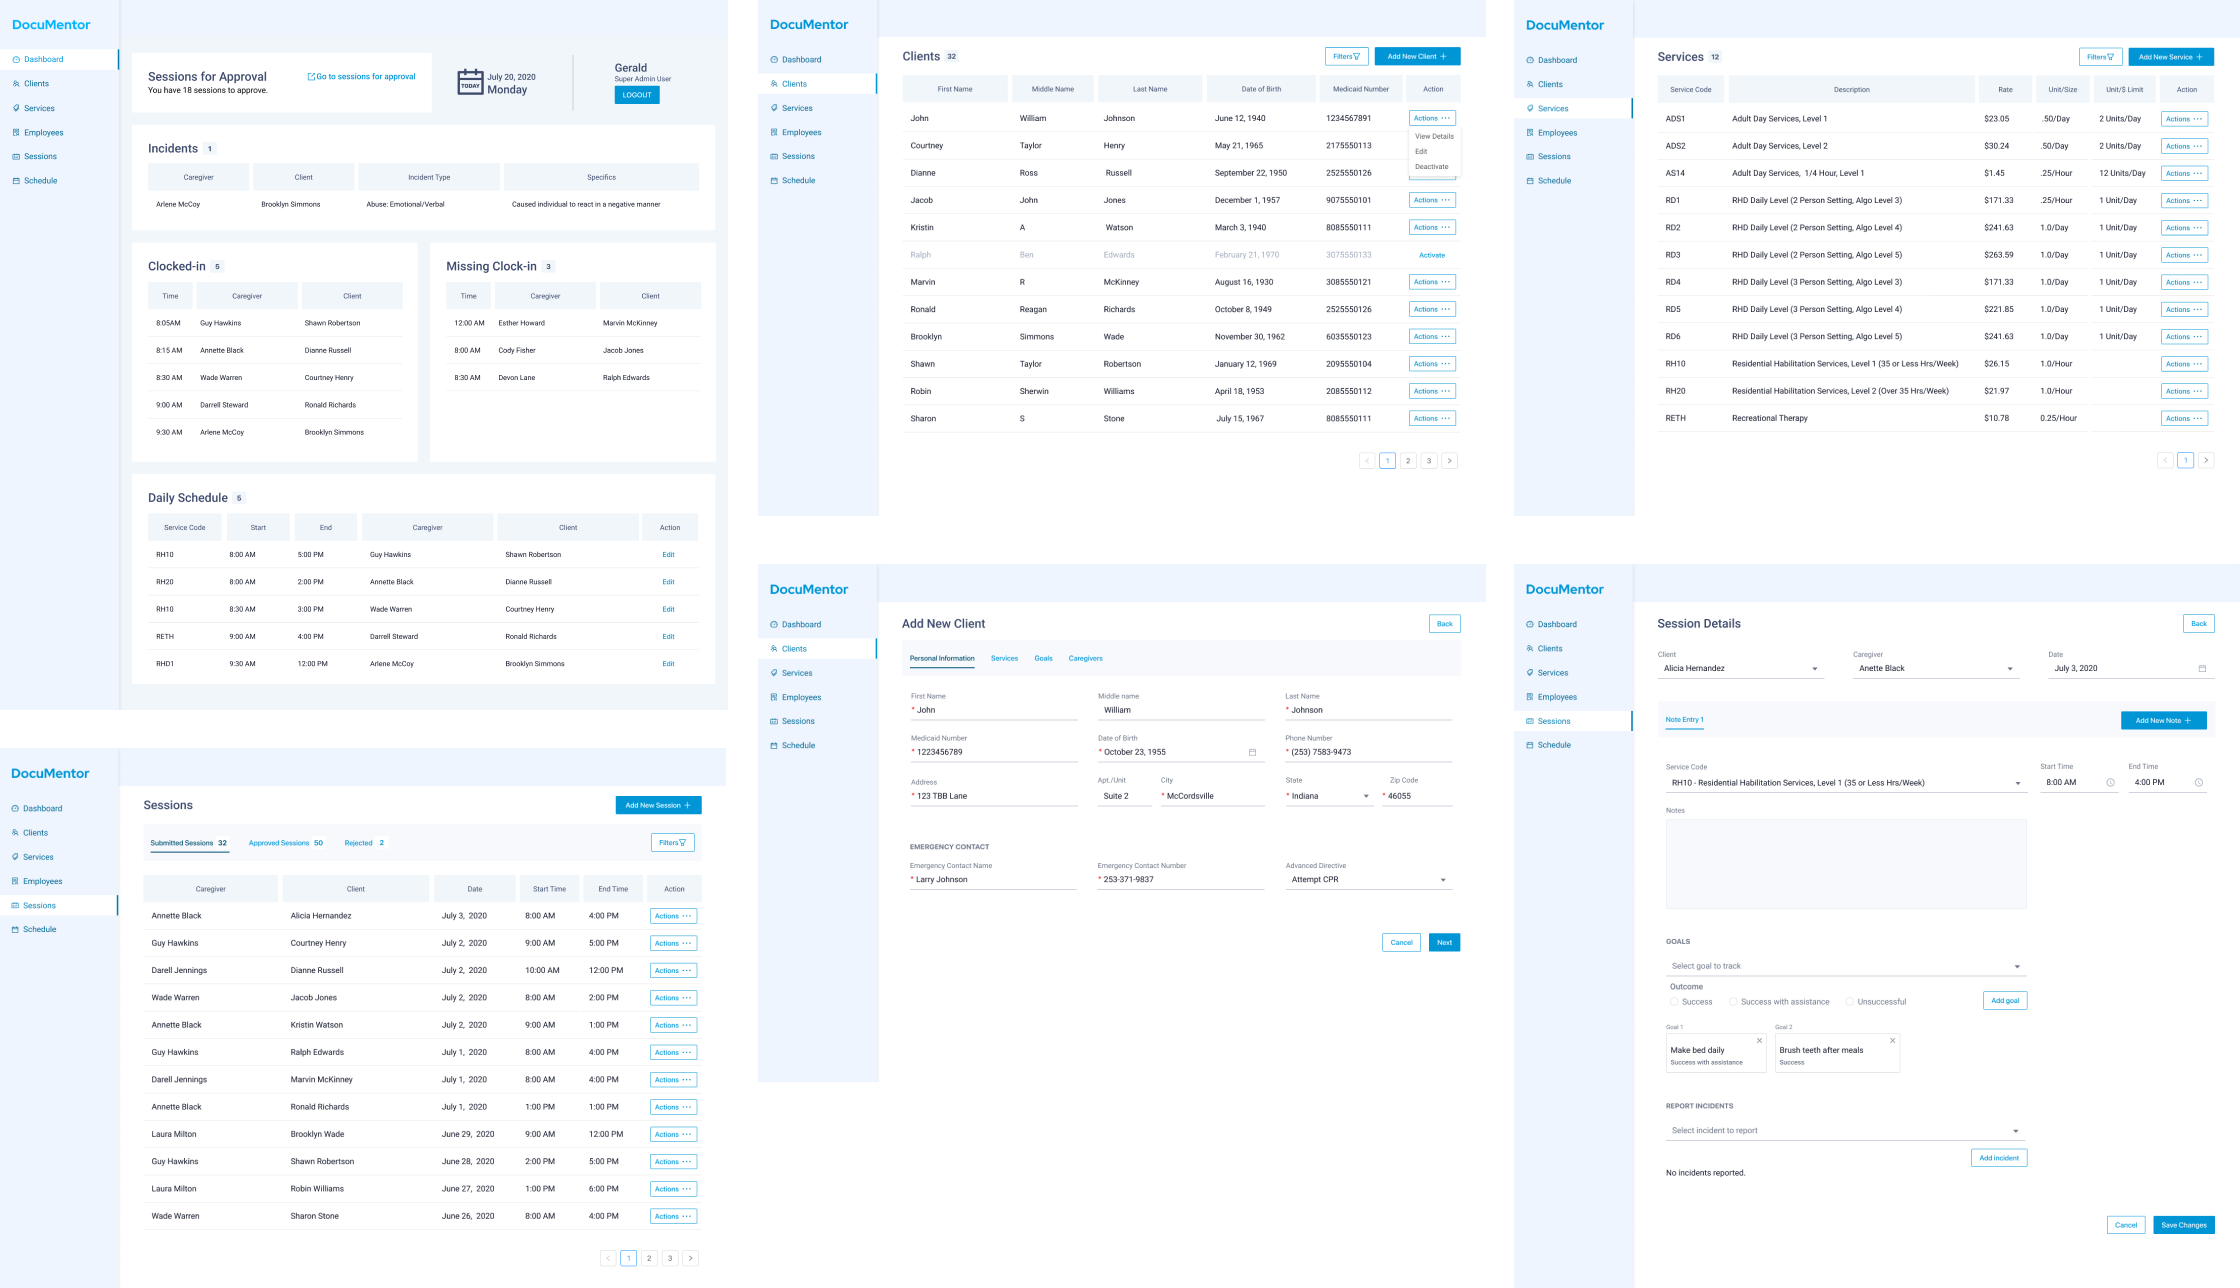 DocuMentor
Dashboard
Clients
Services
Employees
Sessions
Schedule
Sessions for Approval
You have 18 sessions to approve.
Go to sessions for approval
TODAY
July 20, 2020
Monday
Gerald
Super Admin User
LOGOUT
Incidents 1
Caregiver Client Incident Type Specifics
Arlene McCoy Brooklyn Simmons Abuse: Emotional/Verbal Caused individual to react in a negative manner
Clocked-in 5
Time Caregiver Client
8:05AM Guy Hawkins Shawn Robertson
8:15 AM Annette Black Dianne Russell
8:30 AM Wade Warren Courtney Henry
9:00 AM Darrell Steward Ronald Richards
9:30 AM Arlene McCoy Brooklyn Simmons
Missing Clock-in 3
Time Caregiver Client
12:00 AM Esther Howard Marvin McKinney
8:00 AM Cody Fisher Jacob Jones
8:30 AM Devon Lane Ralph Edwards
Daily Schedule 5
Service Code Start End Caregiver Client Action
RH10 8:00 AM 5:00 PM Guy Hawkins Shawn Robertson Edit
RH20 8:00 AM 2:00 PM Annette Black Dianne Russell Edit
RH10 8:30 AM 3:00 PM Wade Warren Courtney Henry Edit
RETH 9:00 AM 4:00 PM Darrell Steward Ronald Richards Edit
RHD1 9:30 AM 12:00 PM Arlene McCoy Brooklyn Simmons Edit
DocuMentor
Dashboard
Clients
Services
Employees
Sessions
Schedule
Clients 32
Filters
Add New Client +
First Name Middle Name Last Name Date of Birth Medicaid Number Action
John William Johnson June 12, 1940 1234567891 Actions ···
View Details
Edit
Deactivate
Courtney Taylor Henry May 21, 1965 2175550113
Dianne Ross Russell September 22, 1950 2525550126
Jacob John Jones December 1, 1957 9075550101 Actions ···
Kristin A Watson March 3, 1940 8085550111 Actions ···
Ralph Ben Edwards February 21, 1970 3075550133 Activate
Marvin R McKinney August 16, 1930 3085550121 Actions ···
Ronald Reagan Richards October 8, 1949 2525550126 Actions ···
Brooklyn Simmons Wade November 30, 1962 6035550123 Actions ···
Shawn Taylor Robertson January 12, 1969 2095550104 Actions ···
Robin Sherwin Williams April 18, 1953 2085550112 Actions ···
Sharon S Stone July 15, 1967 8085550111 Actions ···
< 1 2 3 >
DocuMentor
Dashboard
Clients
Services
Employees
Sessions
Schedule
Services 12
Filters
Add New Service +
Service Code Description Rate Unit/Size Unit/$ Limit Action
ADS1 Adult Day Services, Level 1 $23.05 .50/Day 2 Units/Day Actions ···
ADS2 Adult Day Services, Level 2 $30.24 .50/Day 2 Units/Day Actions ···
AS14 Adult Day Services, 1/4 Hour, Level 1 $1.45 .25/Hour 12 Units/Day Actions ···
RD1 RHD Daily Level (2 Person Setting, Algo Level 3) $171.33 .25/Hour 1 Unit/Day Actions ···
RD2 RHD Daily Level (2 Person Setting, Algo Level 4) $241.63 1.0/Day 1 Unit/Day Actions ···
RD3 RHD Daily Level (2 Person Setting, Algo Level 5) $263.59 1.0/Day 1 Unit/Day Actions ···
RD4 RHD Daily Level (3 Person Setting, Algo Level 3) $171.33 1.0/Day 1 Unit/Day Actions ···
RD5 RHD Daily Level (3 Person Setting, Algo Level 4) $221.85 1.0/Day 1 Unit/Day Actions ···
RD6 RHD Daily Level (3 Person Setting, Algo Level 5) $241.63 1.0/Day 1 Unit/Day Actions ···
RH10 Residential Habilitation Services, Level 1 (35 or Less Hrs/Week) $26.15 1.0/Hour Actions ···
RH20 Residential Habilitation Services, Level 2 (Over 35 Hrs/Week) $21.97 1.0/Hour Actions ···
RETH Recreational Therapy $10.78 0.25/Hour Actions ···
< 1 >
DocuMentor
Dashboard
Clients
Services
Employees
Sessions
Schedule
Sessions
Add New Session +
Submitted Sessions 32 Approved Sessions 50 Rejected 2
Filters
Caregiver Client Date Start Time End Time Action
Annette Black Alicia Hernandez July 3, 2020 8:00 AM 4:00 PM Actions ···
Guy Hawkins Courtney Henry July 2, 2020 9:00 AM 5:00 PM Actions ···
Darell Jennings Dianne Russell July 2, 2020 10:00 AM 12:00 PM Actions ···
Wade Warren Jacob Jones July 2, 2020 8:00 AM 2:00 PM Actions ···
Annette Black Kristin Watson July 2, 2020 9:00 AM 1:00 PM Actions ···
Guy Hawkins Ralph Edwards July 1, 2020 8:00 AM 4:00 PM Actions ···
Darell Jennings Marvin McKinney July 1, 2020 8:00 AM 4:00 PM Actions ···
Annette Black Ronald Richards July 1, 2020 1:00 PM 1:00 PM Actions ···
Laura Milton Brooklyn Wade June 29, 2020 9:00 AM 12:00 PM Actions ···
Guy Hawkins Shawn Robertson June 28, 2020 2:00 PM 5:00 PM Actions ···
Laura Milton Robin Williams June 27, 2020 1:00 PM 6:00 PM Actions ···
Wade Warren Sharon Stone June 26, 2020 8:00 AM 4:00 PM Actions ···
< 1 2 3 >
DocuMentor
Dashboard
Clients
Services
Employees
Sessions
Schedule
Add New Client
Back
Personal Information Services Goals Caregivers
First Name Middle name Last Name
* John William * Johnson
Medicaid Number Date of Birth Phone Number
* 1223456789 * October 23, 1955 * (253) 7583-9473
Address Apt./Unit City State Zip Code
* 123 TBB Lane Suite 2 * McCordsville * Indiana * 46055
EMERGENCY CONTACT
Emergency Contact Name Emergency Contact Number Advanced Directive
* Larry Johnson * 253-371-9837 Attempt CPR
Cancel
Next
DocuMentor
Dashboard
Clients
Services
Employees
Sessions
Schedule
Session Details
Back
Client Caregiver Date
Alicia Hernandez Anette Black July 3, 2020
Note Entry 1
Add New Note +
Service Code Start Time End Time
RH10 - Residential Habilitation Services, Level 1 (35 or Less Hrs/Week) 8:00 AM 4:00 PM
Notes
GOALS
Select goal to track
Outcome
Success Success with assistance Unsuccessful
Add goal
Goal 1 Goal 2
Make bed daily Brush teeth after meals
Success with assistance Success
REPORT INCIDENTS
Select incident to report
Add incident
No incidents reported.
Cancel
Save Changes